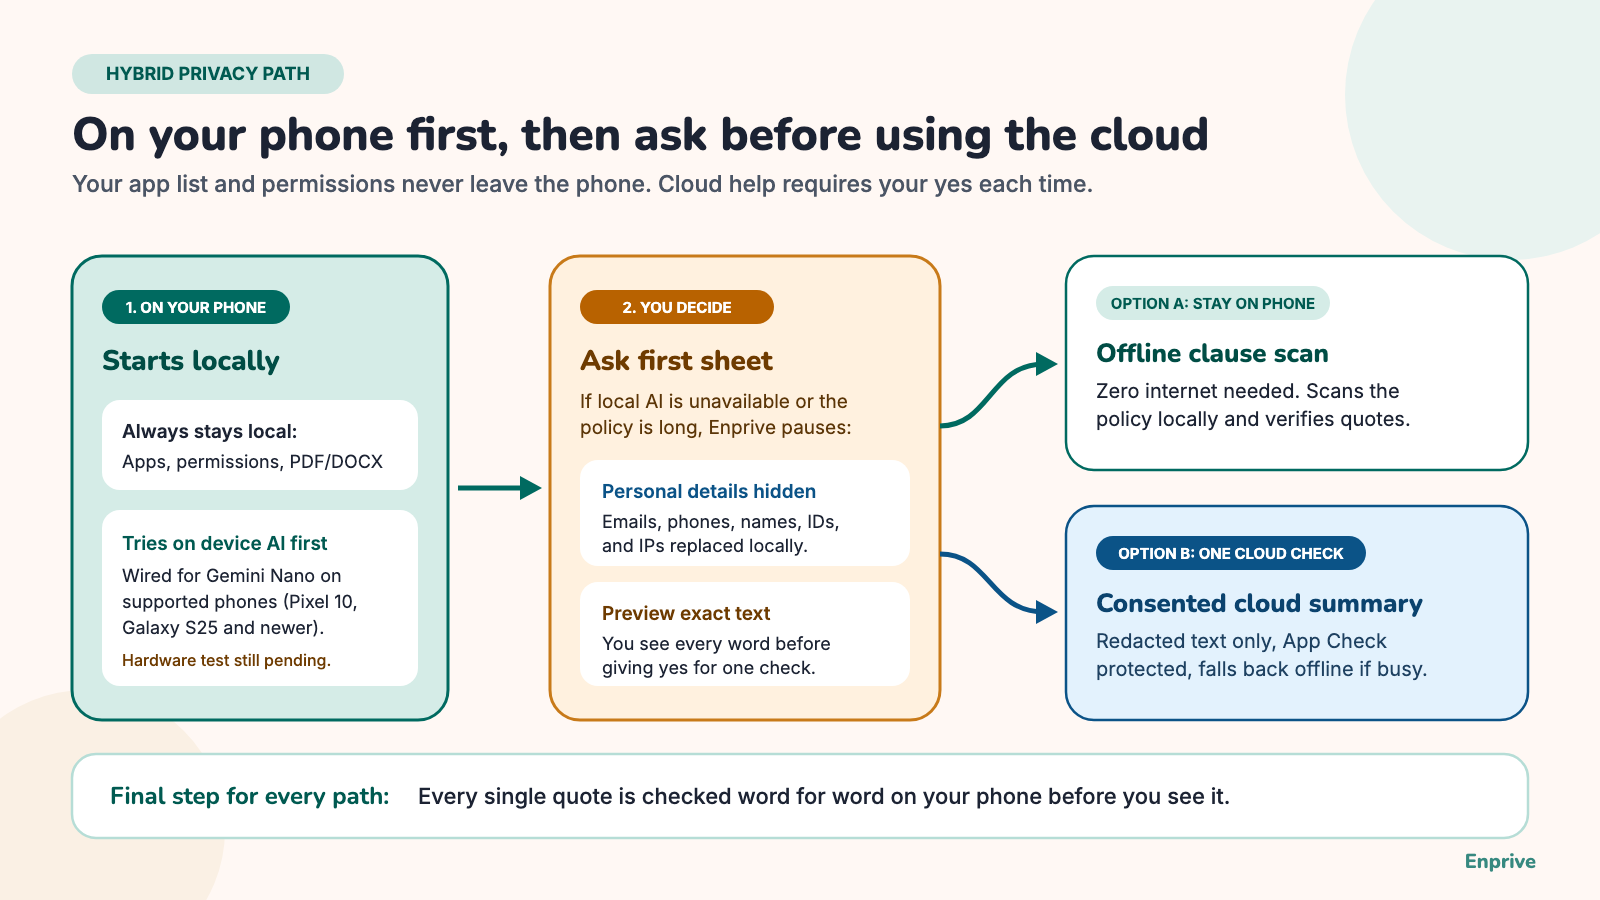 HYBRID PRIVACY PATH
On your phone first, then ask before using the cloud
Your app list and permissions never leave the phone. Cloud help requires your yes each time.
1. ON YOUR PHONE
Starts locally
Always stays local:
Apps, permissions, PDF/DOCX
Tries on device AI first
Wired for Gemini Nano on
supported phones (Pixel 10,
Galaxy S25 and newer).
Hardware test still pending.
2. YOU DECIDE
Ask first sheet
If local AI is unavailable or the
policy is long, Enprive pauses:
Personal details hidden
Emails, phones, names, IDs,
and IPs replaced locally.
Preview exact text
You see every word before
giving yes for one check.
OPTION A: STAY ON PHONE
Offline clause scan
Zero internet needed. Scans the
policy locally and verifies quotes.
OPTION B: ONE CLOUD CHECK
Consented cloud summary
Redacted text only, App Check
protected, falls back offline if busy.
Final step for every path: Every single quote is checked word for word on your phone before you see it.
Enprive